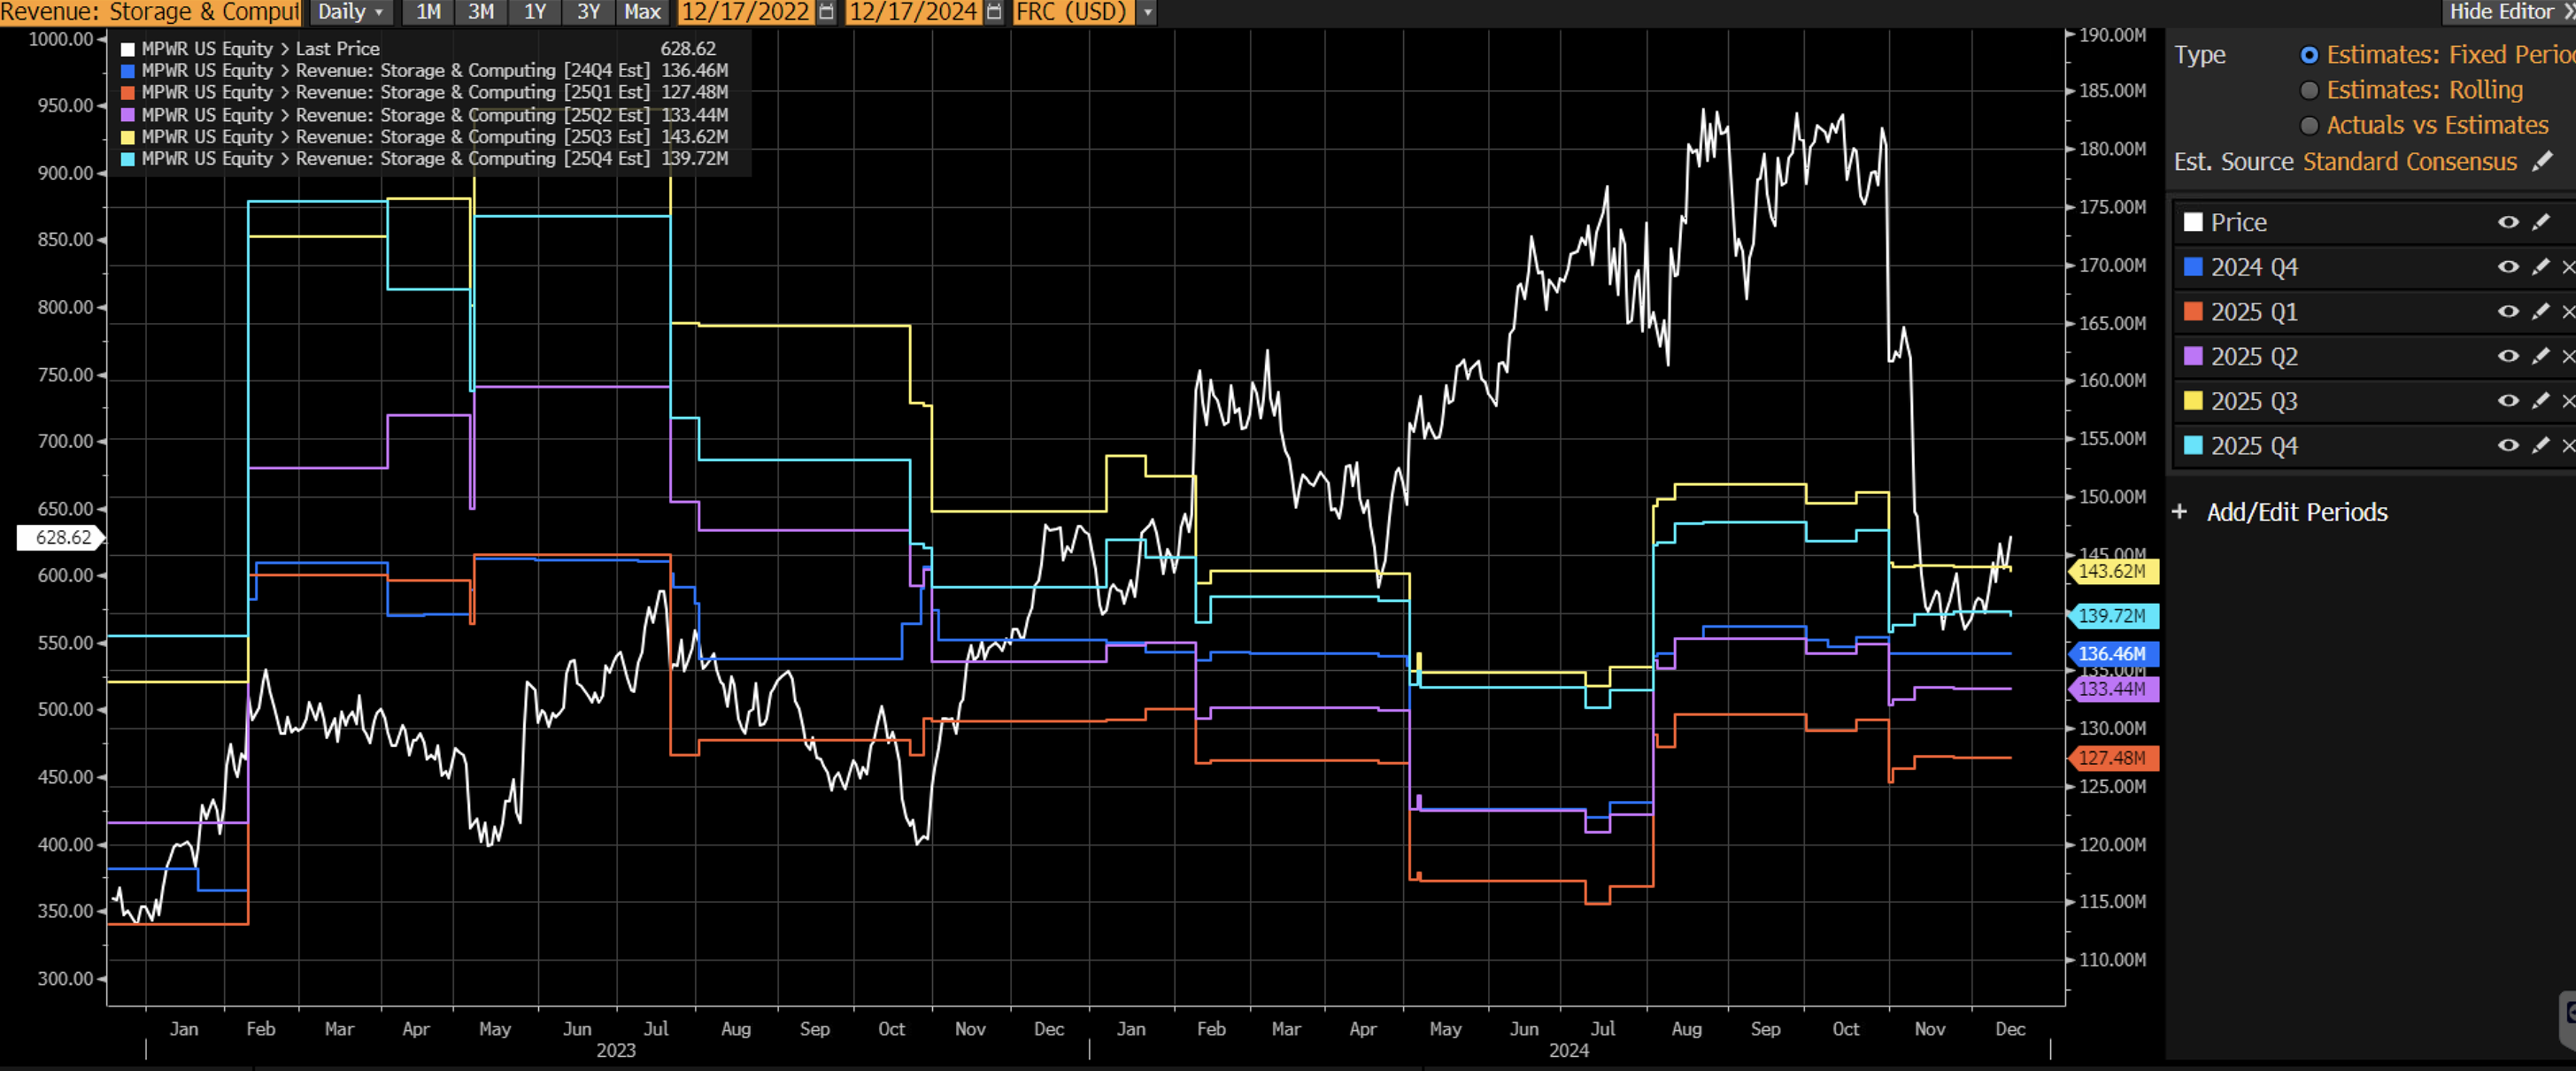 Revenue: Storage & Comput Daily 1M 3M 1Y 3Y Max 12/17/2022 12/17/2024 FRC (USD) Hide Editor
MPWR US Equity > Last Price 628.62
MPWR US Equity > Revenue: Storage & Computing [24Q4 Est] 136.46M
MPWR US Equity > Revenue: Storage & Computing [25Q1 Est] 127.48M
MPWR US Equity > Revenue: Storage & Computing [25Q2 Est] 133.44M
MPWR US Equity > Revenue: Storage & Computing [25Q3 Est] 143.62M
MPWR US Equity > Revenue: Storage & Computing [25Q4 Est] 139.72M
1000.00
950.00
900.00
850.00
800.00
750.00
700.00
650.00
628.62
600.00
550.00
500.00
450.00
400.00
350.00
300.00
190.00M
185.00M
180.00M
175.00M
170.00M
165.00M
160.00M
155.00M
150.00M
145.00M
143.62M
139.72M
136.46M
135.00M
133.44M
130.00M
127.48M
125.00M
120.00M
115.00M
110.00M
Jan Feb Mar Apr May Jun Jul Aug Sep Oct Nov Dec Jan Feb Mar Apr May Jun Jul Aug Sep Oct Nov Dec
2023 2024
Type Estimates: Fixed Perio
Estimates: Rolling
Actuals vs Estimates
Est. Source Standard Consensus
Price
2024 Q4
2025 Q1
2025 Q2
2025 Q3
2025 Q4
+ Add/Edit Periods